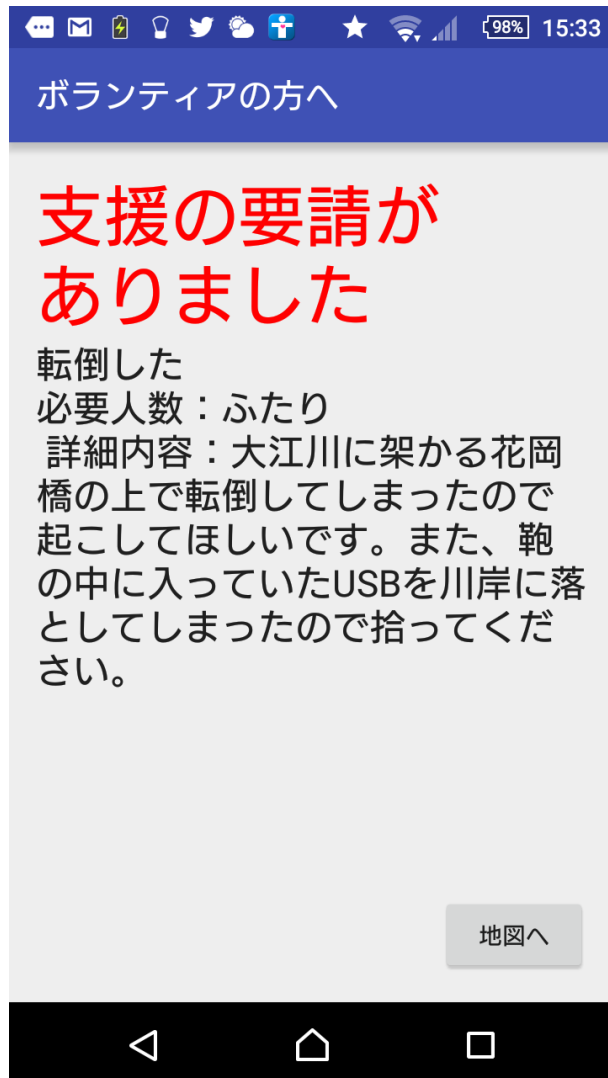 98% 15:33
ボランティアの方へ
支援の要請が
ありました
転倒した
必要人数：ふたり
詳細内容：大江川に架かる花岡
橋の上で転倒してしまったので
起こしてほしいです。また、鞄
の中に入っていたUSBを川岸に落
としてしまったので拾ってくだ
さい。
地図へ